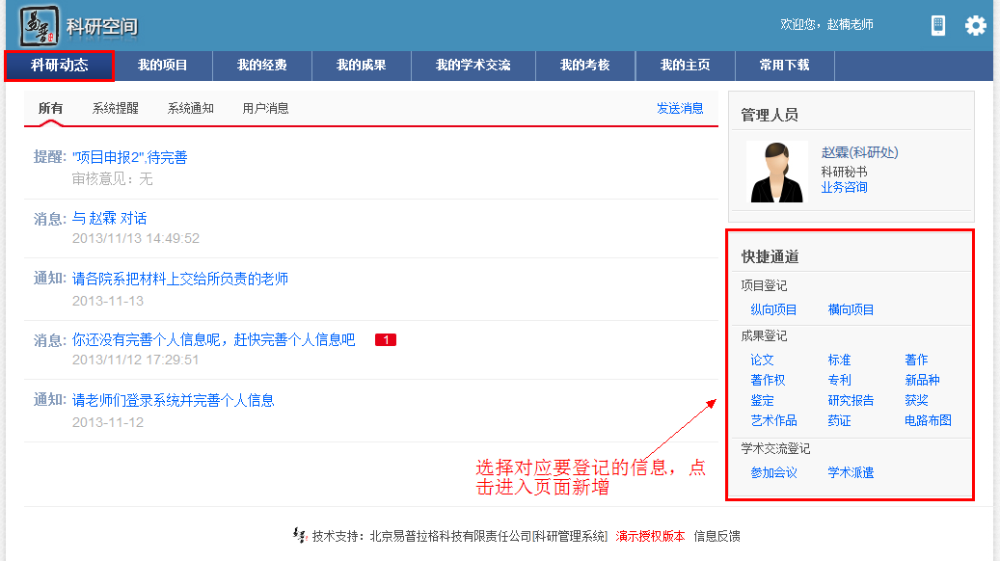 易普
科研空间
欢迎您，赵楠老师
科研动态 我的项目 我的经费 我的成果 我的学术交流 我的考核 我的主页 常用下载
所有 系统提醒 系统通知 用户消息 发送消息
提醒: "项目申报2",待完善
审核意见：无
消息: 与 赵霖 对话
2013/11/13 14:49:52
通知: 请各院系把材料上交给所负责的老师
2013-11-13
消息: 你还没有完善个人信息呢，赶快完善个人信息吧 1
2013/11/12 17:29:51
通知: 请老师们登录系统并完善个人信息
2013-11-12
管理人员
赵霖(科研处)
科研秘书
业务咨询
快捷通道
项目登记
纵向项目 横向项目
成果登记
论文 标准 著作
著作权 专利 新品种
鉴定 研究报告 获奖
艺术作品 药证 电路布图
学术交流登记
参加会议 学术派遣
选择对应要登记的信息，点
击进入页面新增
技术支持：北京易普拉格科技有限责任公司[科研管理系统] 演示授权版本 信息反馈